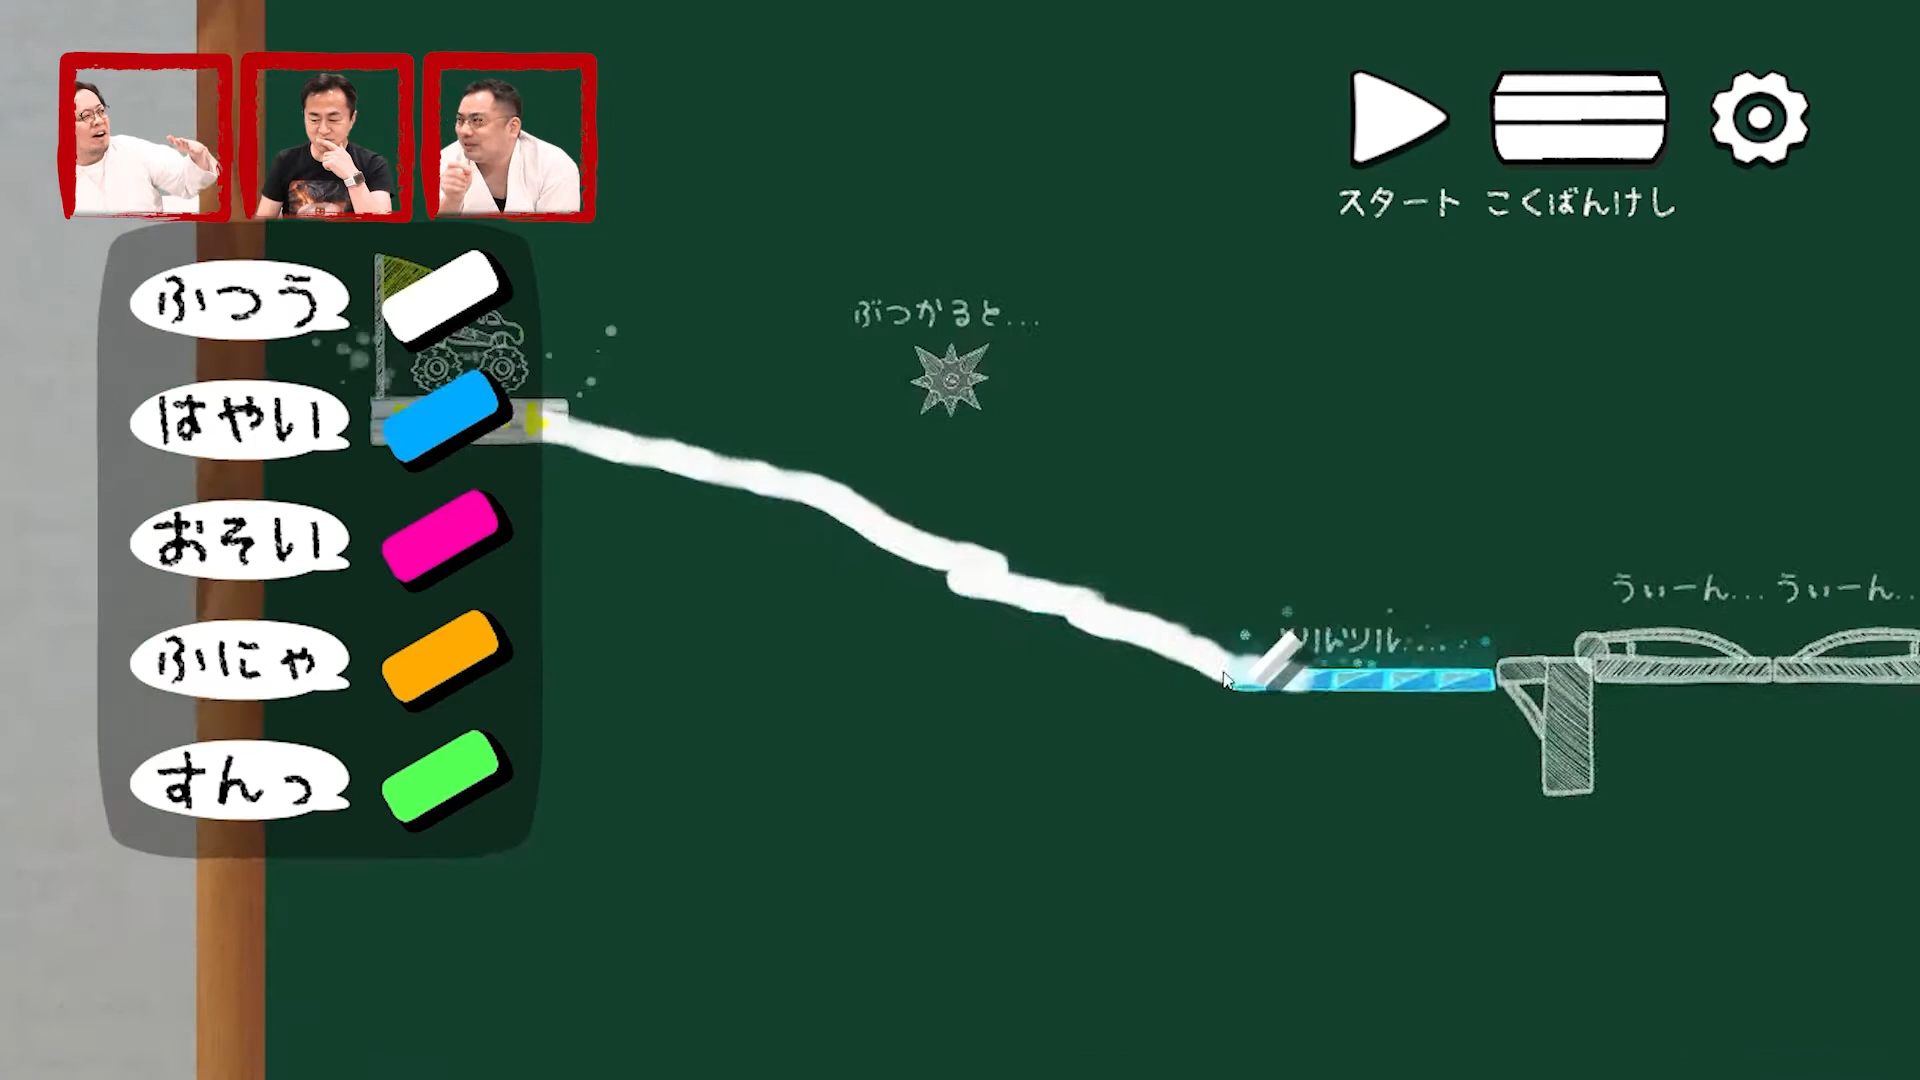 スタート こくばんけし
ふつう
ぶつかると...
はやい
おそい
うぃーん... うぃーん...
ツルツル......
ふにゃ
すんっ